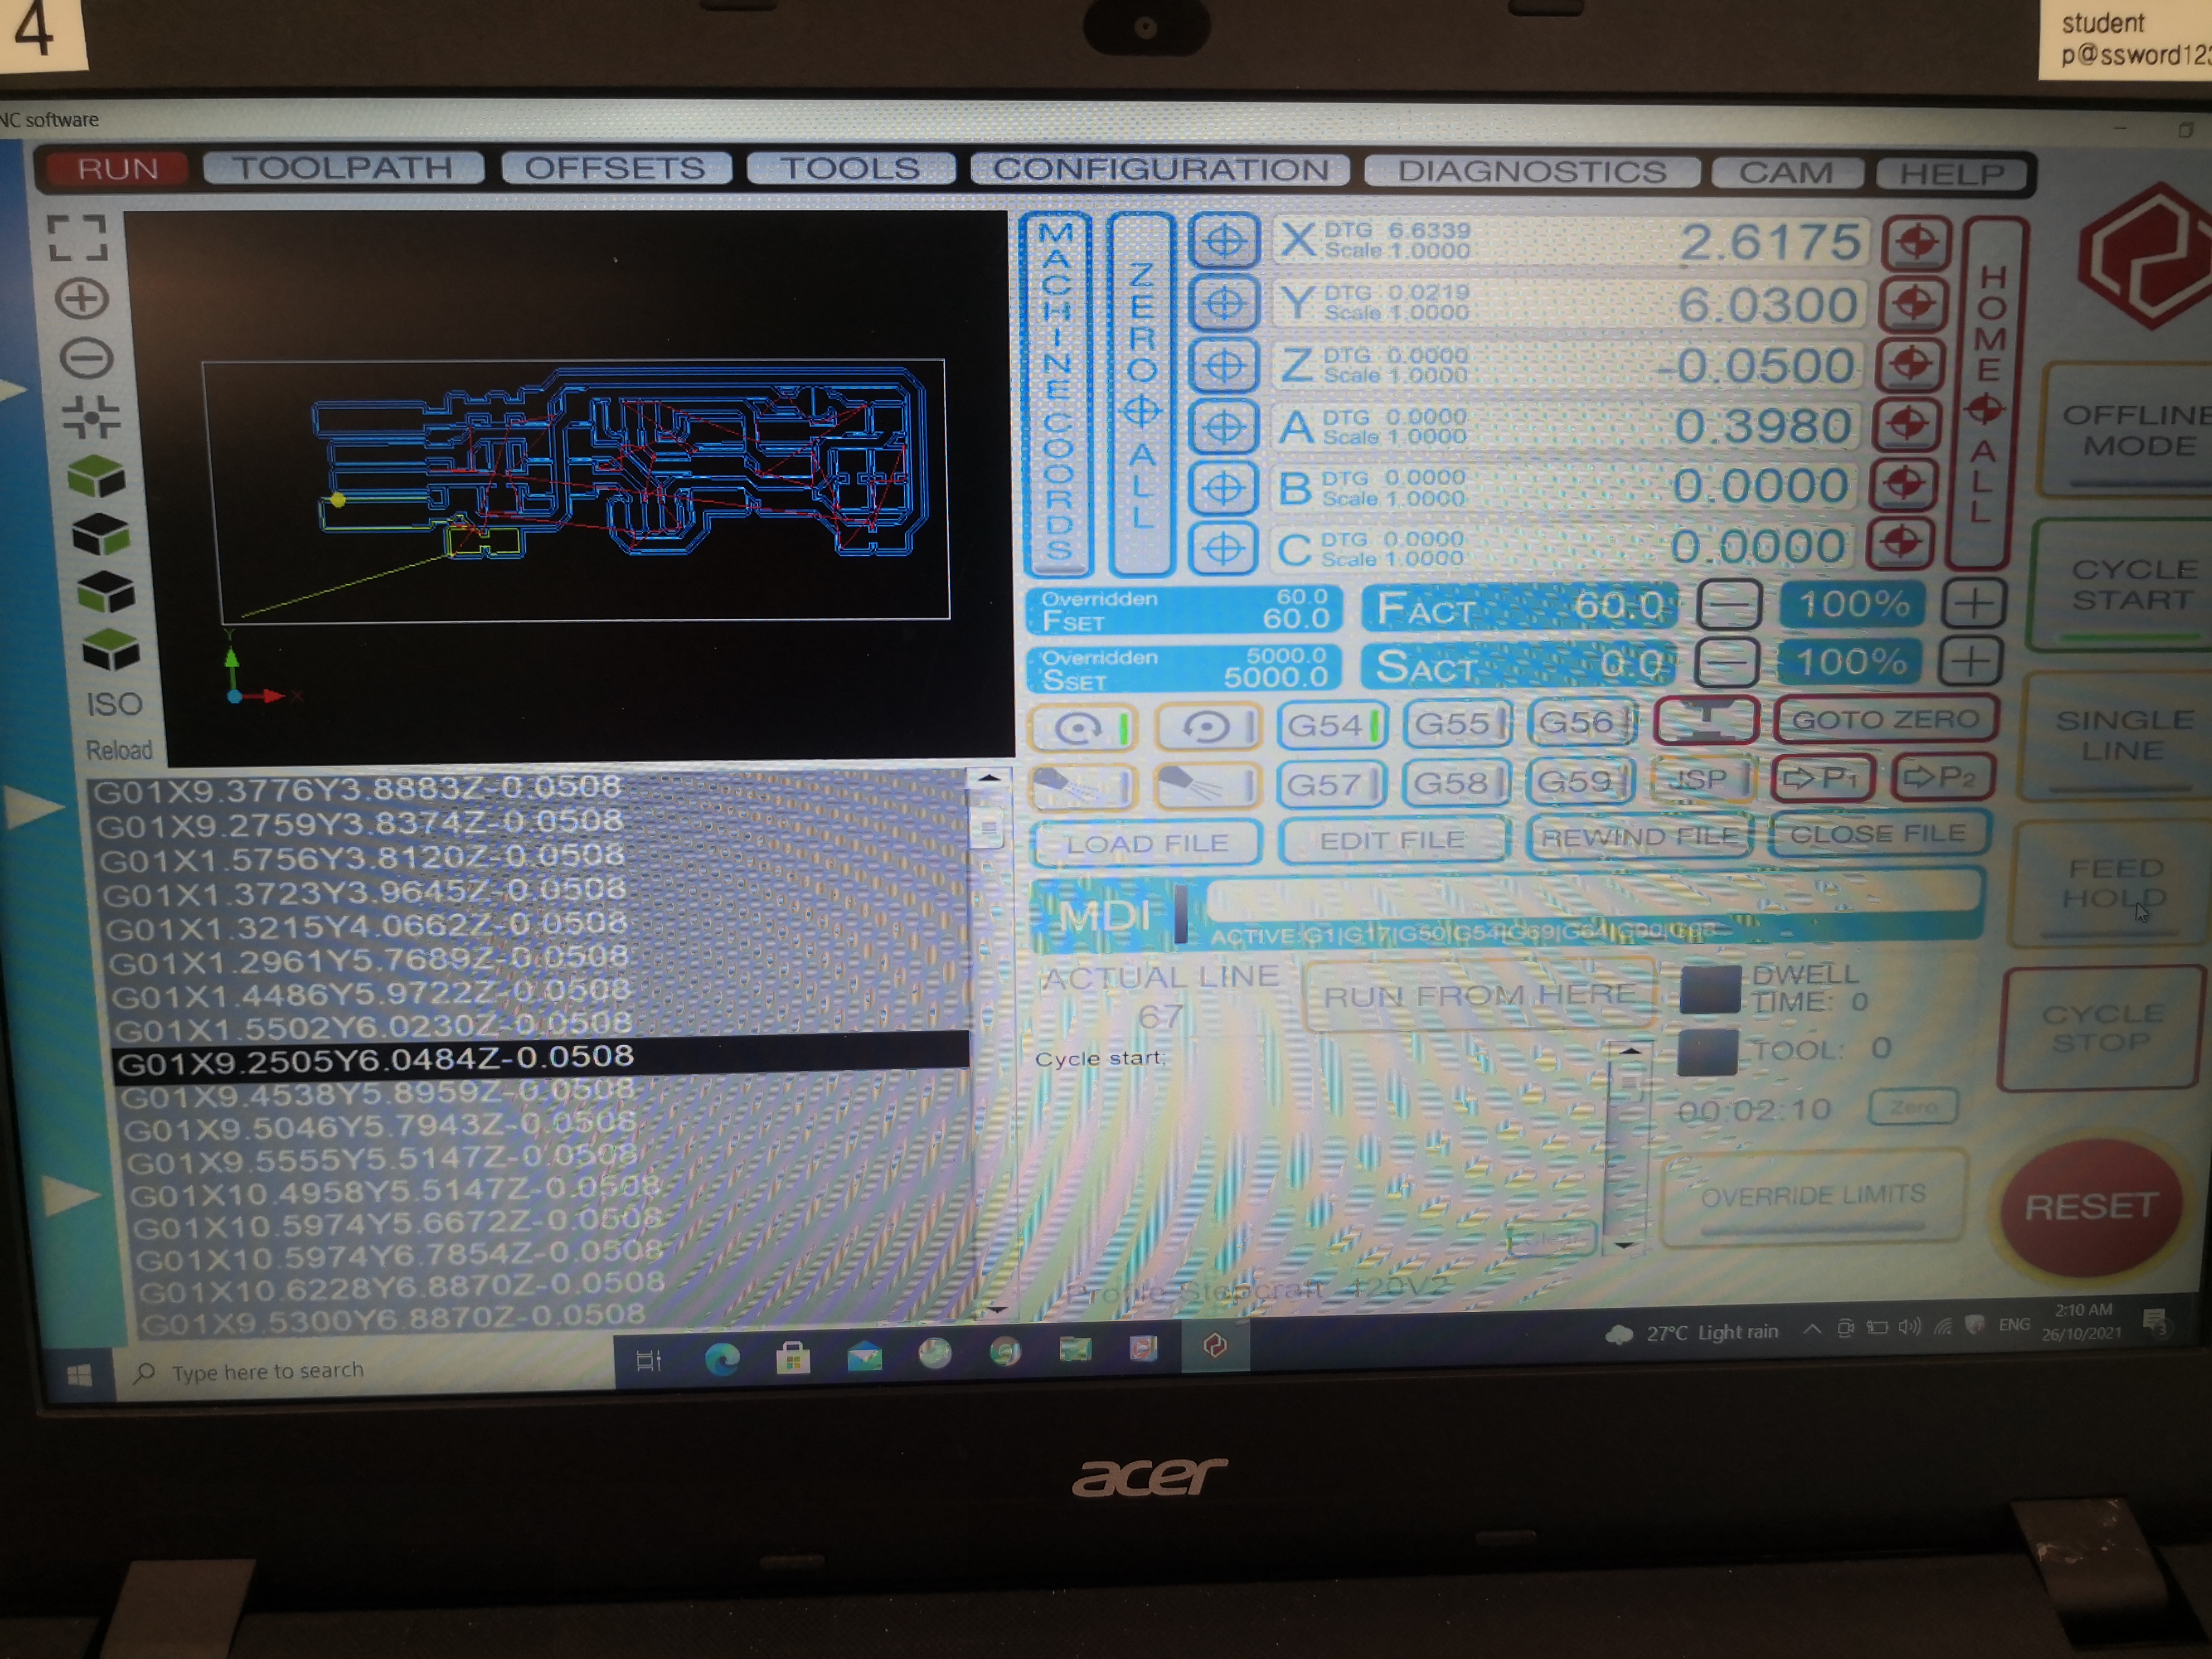 4
student
p@ssword123
NC software
RUN TOOLPATH OFFSETS TOOLS CONFIGURATION DIAGNOSTICS CAM HELP
MACHINE COORDS
ZERO ALL
HOME ALL
X DTG 6.6339 Scale 1.0000 2.6175
Y DTG 0.0219 Scale 1.0000 6.0300
Z DTG 0.0000 Scale 1.0000 -0.0500
A DTG 0.0000 Scale 1.0000 0.3980
B DTG 0.0000 Scale 1.0000 0.0000
C DTG 0.0000 Scale 1.0000 0.0000
OFFLINE
MODE
CYCLE
START
SINGLE
LINE
FEED
HOLD
CYCLE
STOP
RESET
Overridden 60.0
FSET 60.0
FACT 60.0 100%
Overridden 5000.0
SSET 5000.0
SACT 0.0 100%
G54 G55 G56 GOTO ZERO
G57 G58 G59 JSP P1 P2
LOAD FILE EDIT FILE REWIND FILE CLOSE FILE
MDI
ACTIVE:G1|G17|G50|G54|G69|G64|G90|G98
ACTUAL LINE
67
RUN FROM HERE
DWELL
TIME: 0
TOOL: 0
Cycle start;
00:02:10 Zero
OVERRIDE LIMITS
Clear
Profile:Stepcraft_420V2
Y
X
ISO
Reload
G01X9.3776Y3.8883Z-0.0508
G01X9.2759Y3.8374Z-0.0508
G01X1.5756Y3.8120Z-0.0508
G01X1.3723Y3.9645Z-0.0508
G01X1.3215Y4.0662Z-0.0508
G01X1.2961Y5.7689Z-0.0508
G01X1.4486Y5.9722Z-0.0508
G01X1.5502Y6.0230Z-0.0508
G01X9.2505Y6.0484Z-0.0508
G01X9.4538Y5.8959Z-0.0508
G01X9.5046Y5.7943Z-0.0508
G01X9.5555Y5.5147Z-0.0508
G01X10.4958Y5.5147Z-0.0508
G01X10.5974Y5.6672Z-0.0508
G01X10.5974Y6.7854Z-0.0508
G01X10.6228Y6.8870Z-0.0508
G01X9.5300Y6.8870Z-0.0508
Type here to search
27°C Light rain
ENG
2:10 AM
26/10/2021
3
acer